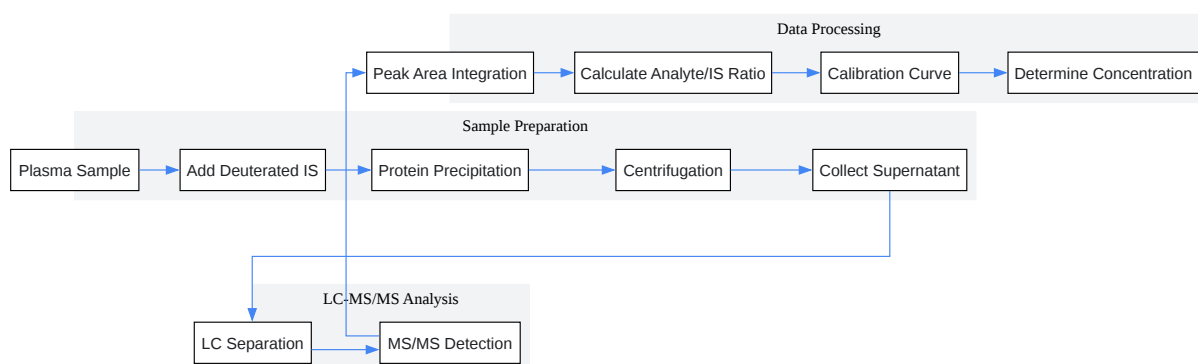 Data Processing
Peak Area Integration
Calculate Analyte/IS Ratio
Calibration Curve
Determine Concentration
Sample Preparation
Plasma Sample
Add Deuterated IS
Protein Precipitation
Centrifugation
Collect Supernatant
LC-MS/MS Analysis
LC Separation
MS/MS Detection